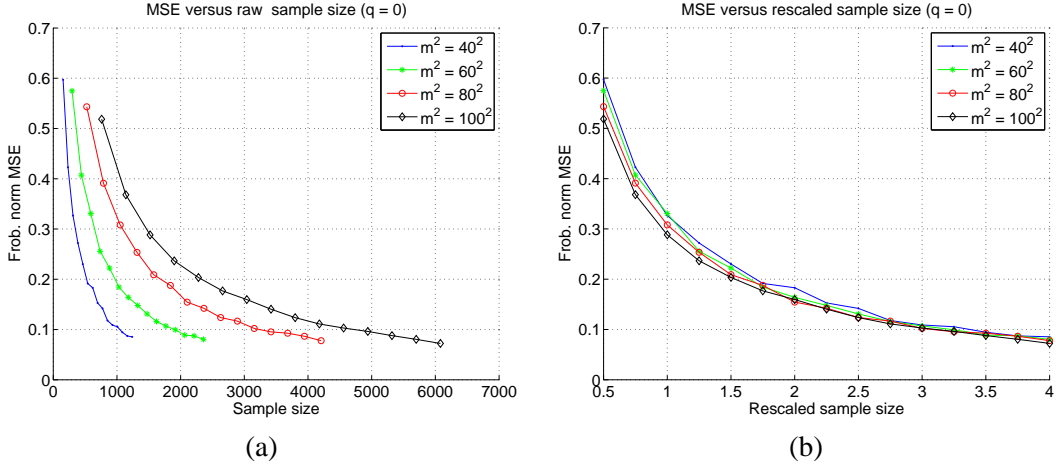 MSE versus raw sample size (q = 0)
m² = 40²
m² = 60²
m² = 80²
m² = 100²
Frob. norm MSE
0.7
0.6
0.5
0.4
0.3
0.2
0.1
0
0 1000 2000 3000 4000 5000 6000 7000
Sample size
(a)
MSE versus rescaled sample size (q = 0)
m² = 40²
m² = 60²
m² = 80²
m² = 100²
Frob. norm MSE
0.7
0.6
0.5
0.4
0.3
0.2
0.1
0
0.5 1 1.5 2 2.5 3 3.5 4
Rescaled sample size
(b)